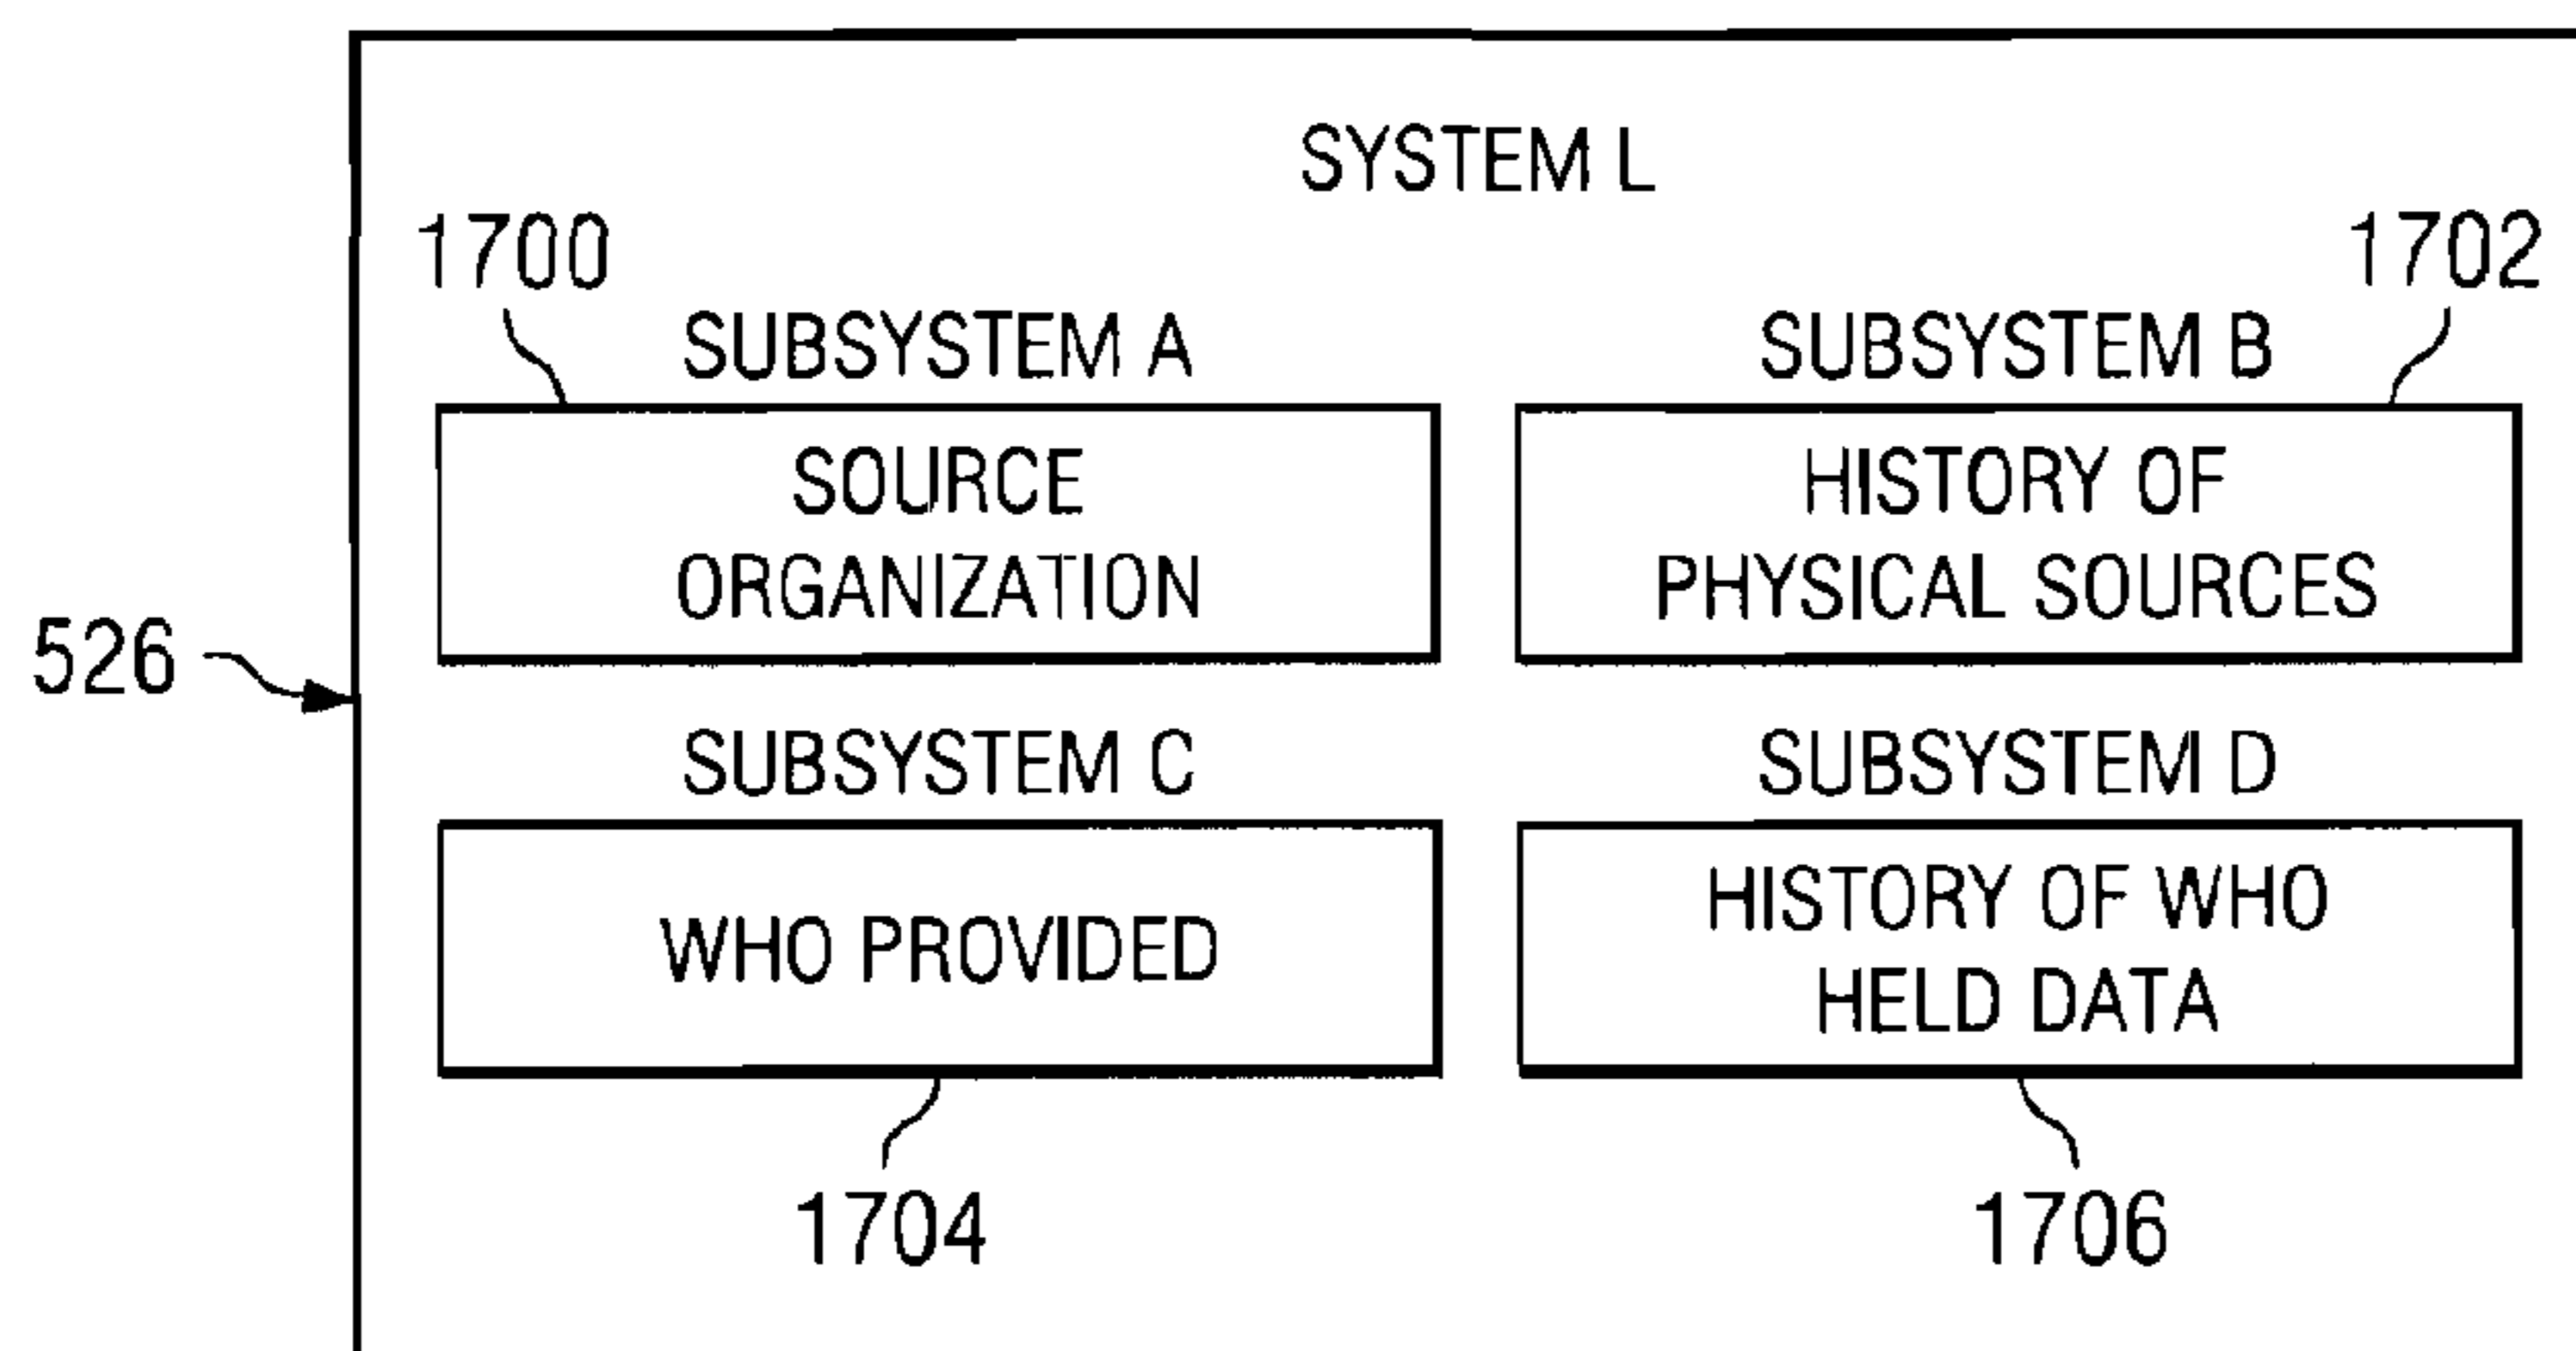 SYSTEM L
1700
1702
SUBSYSTEM A
SUBSYSTEM B
SOURCE
ORGANIZATION
HISTORY OF
PHYSICAL SOURCES
526
SUBSYSTEM C
SUBSYSTEM D
WHO PROVIDED
HISTORY OF WHO
HELD DATA
1704
1706